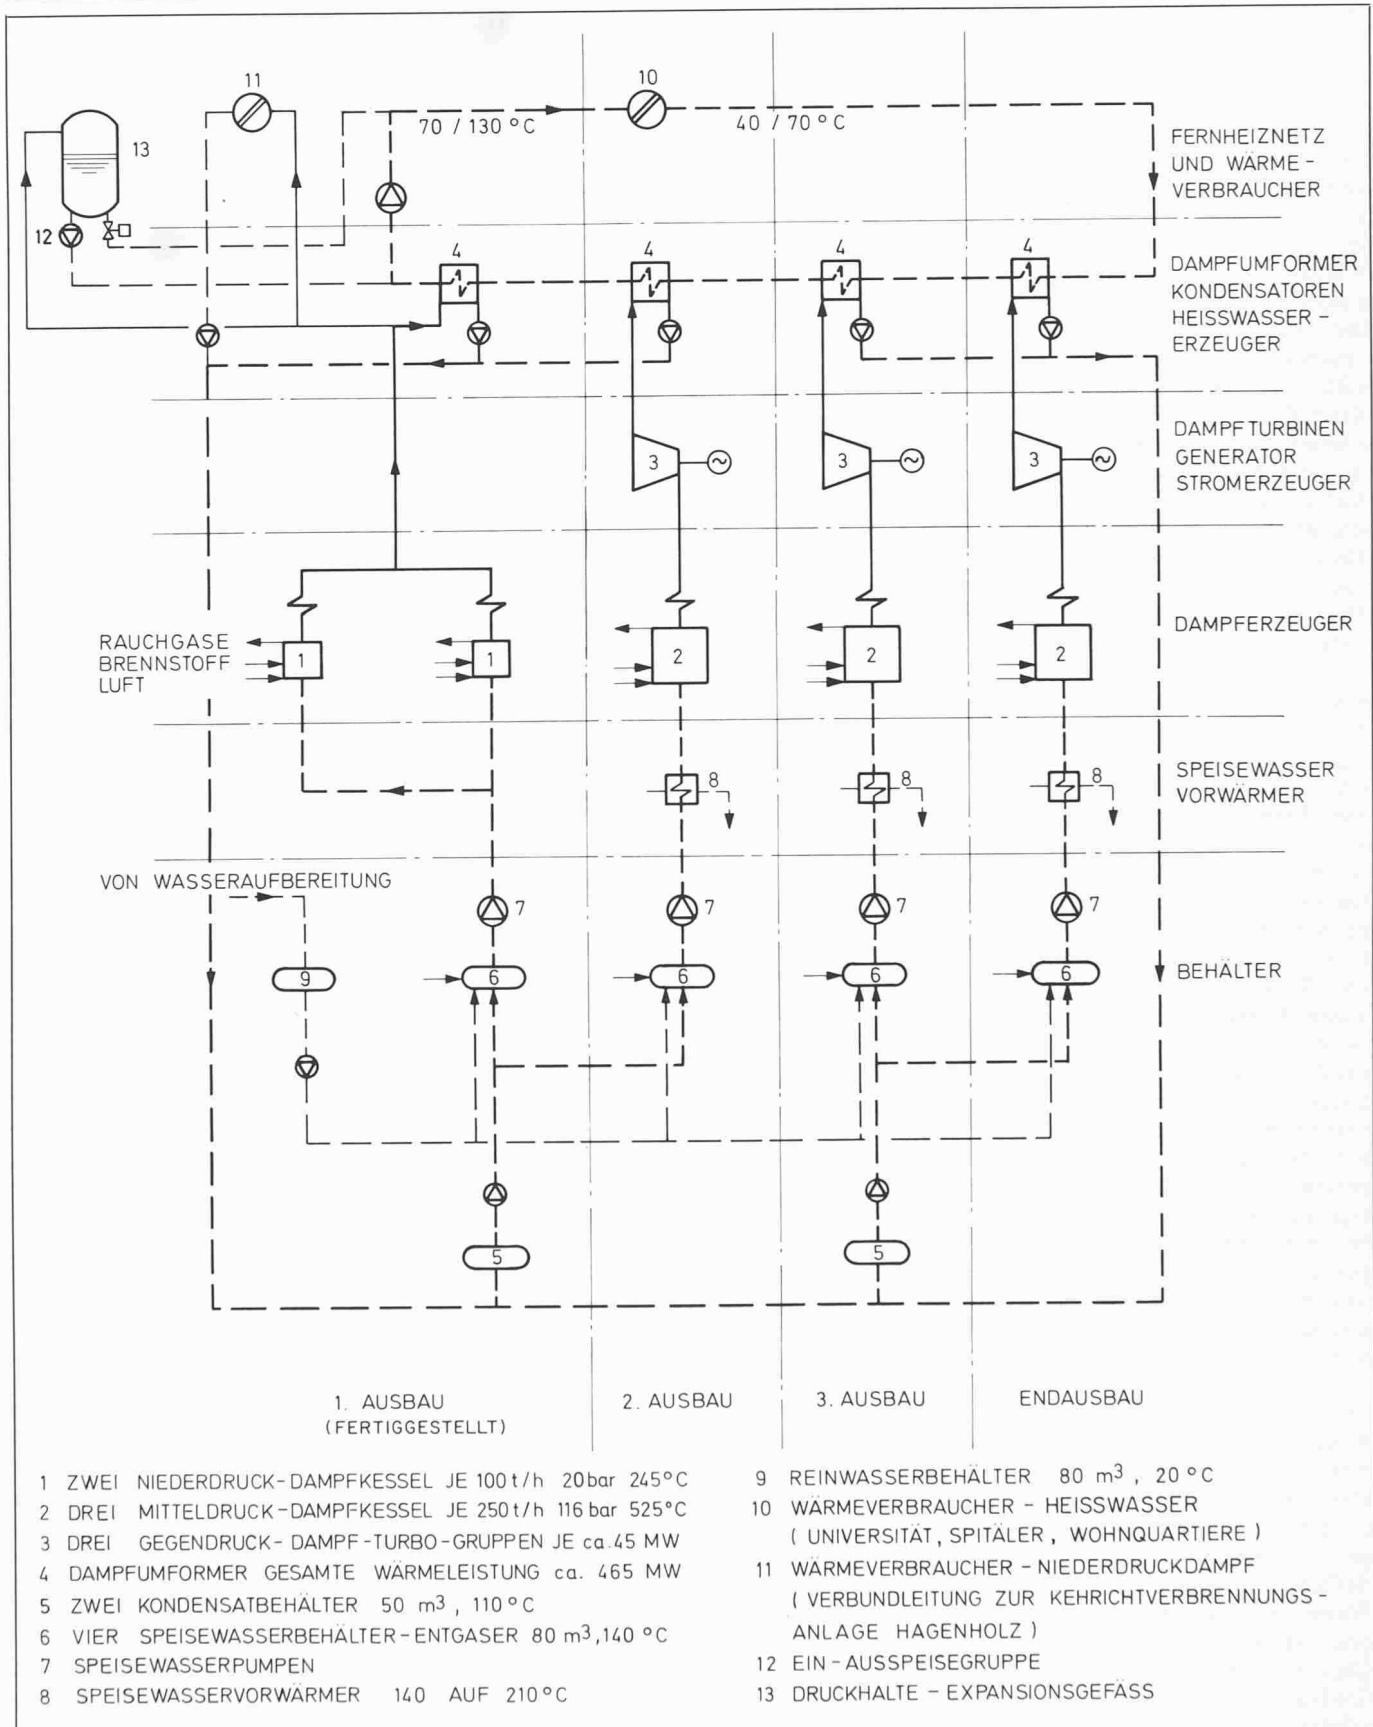 11
10
13
70 / 130 °C
40 / 70 °C
FERNHEIZNETZ
UND WÄRME-
VERBRAUCHER
12
4
4
4
4
DAMPFUMFORMER
KONDENSATOREN
HEISSWASSER-
ERZEUGER
DAMPFTURBINEN
GENERATOR
STROMERZEUGER
3
~
3
~
3
~
RAUCHGASE
BRENNSTOFF
LUFT
1
1
2
2
2
DAMPFERZEUGER
8
8
8
SPEISEWASSER
VORWÄRMER
VON WASSERAUFBEREITUNG
7
7
7
7
9
6
6
6
6
BEHÄLTER
5
5
1. AUSBAU
(FERTIGGESTELLT)
2. AUSBAU
3. AUSBAU
ENDAUSBAU
1 ZWEI NIEDERDRUCK-DAMPFKESSEL JE 100 t/h 20 bar 245°C
2 DREI MITTELDRUCK-DAMPFKESSEL JE 250 t/h 116 bar 525°C
3 DREI GEGENDRUCK-DAMPF-TURBO-GRUPPEN JE ca. 45 MW
4 DAMPFUMFORMER GESAMTE WÄRMELEISTUNG ca. 465 MW
5 ZWEI KONDENSATBEHÄLTER 50 m³, 110°C
6 VIER SPEISEWASSERBEHÄLTER-ENTGASER 80 m³, 140 °C
7 SPEISEWASSERPUMPEN
8 SPEISEWASSERVORWÄRMER 140 AUF 210°C
9 REINWASSERBEHÄLTER 80 m³, 20°C
10 WÄRMEVERBRAUCHER - HEISSWASSER
( UNIVERSITÄT, SPITÄLER, WOHNQUARTIERE )
11 WÄRMEVERBRAUCHER - NIEDERDRUCKDAMPF
( VERBUNDLEITUNG ZUR KEHRICHTVERBRENNUNGS-
ANLAGE HAGENHOLZ )
12 EIN-AUSSPEISEGRUPPE
13 DRUCKHALTE - EXPANSIONSGEFÄSS